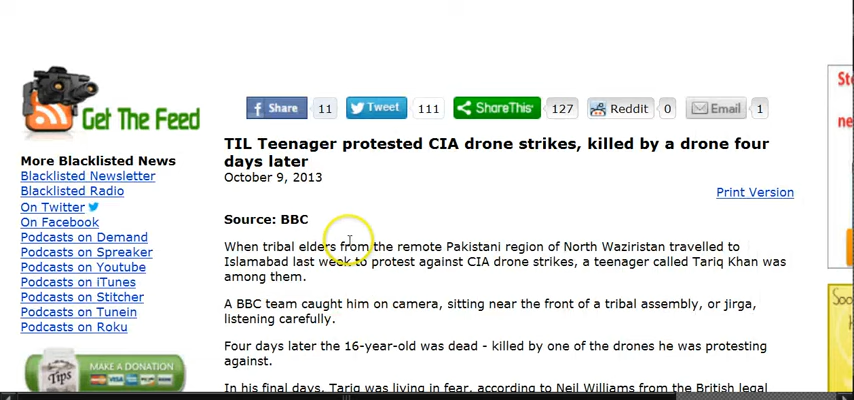 Share 11 Tweet 111 ShareThis 127 Reddit 0 Email 1
Get The Feed
TIL Teenager protested CIA drone strikes, killed by a drone four
days later
October 9, 2013
Print Version
More Blacklisted News
Blacklisted Newsletter
Blacklisted Radio
On Twitter
On Facebook
Podcasts on Demand
Podcasts on Spreaker
Podcasts on Youtube
Podcasts on iTunes
Podcasts on Stitcher
Podcasts on Tunein
Podcasts on Roku
Tips
MAKE A DONATION
VISA
Source: BBC
When tribal elders from the remote Pakistani region of North Waziristan travelled to
Islamabad last week to protest against CIA drone strikes, a teenager called Tariq Khan was
among them.
A BBC team caught him on camera, sitting near the front of a tribal assembly, or jirga,
listening carefully.
Four days later the 16-year-old was dead - killed by one of the drones he was protesting
against.
In his final days, Tariq was living in fear, according to Neil Williams from the British legal